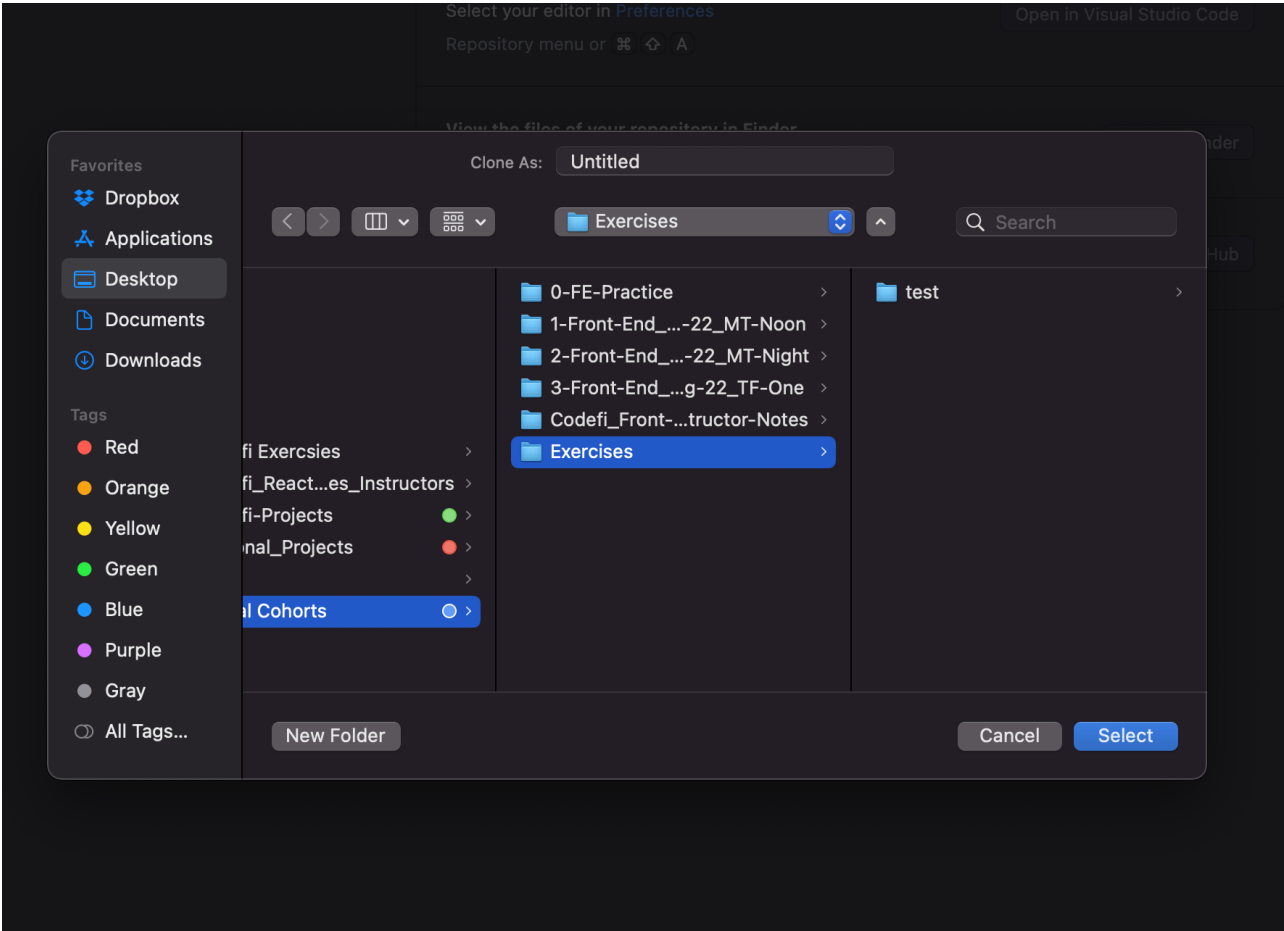 Select your editor in Preferences
Open in Visual Studio Code
Repository menu or ⌘ ⇧ A
View the files of your repository in Finder
nder
Hub
Clone As: Untitled
Exercises
Search
Favorites
Dropbox
Applications
Desktop
Documents
Downloads
Tags
Red
Orange
Yellow
Green
Blue
Purple
Gray
All Tags...
fi Exercsies
fi_React...es_Instructors
fi-Projects
nal_Projects
al Cohorts
0-FE-Practice
1-Front-End_...-22_MT-Noon
2-Front-End_...-22_MT-Night
3-Front-End_...g-22_TF-One
Codefi_Front-...tructor-Notes
Exercises
test
New Folder
Cancel
Select